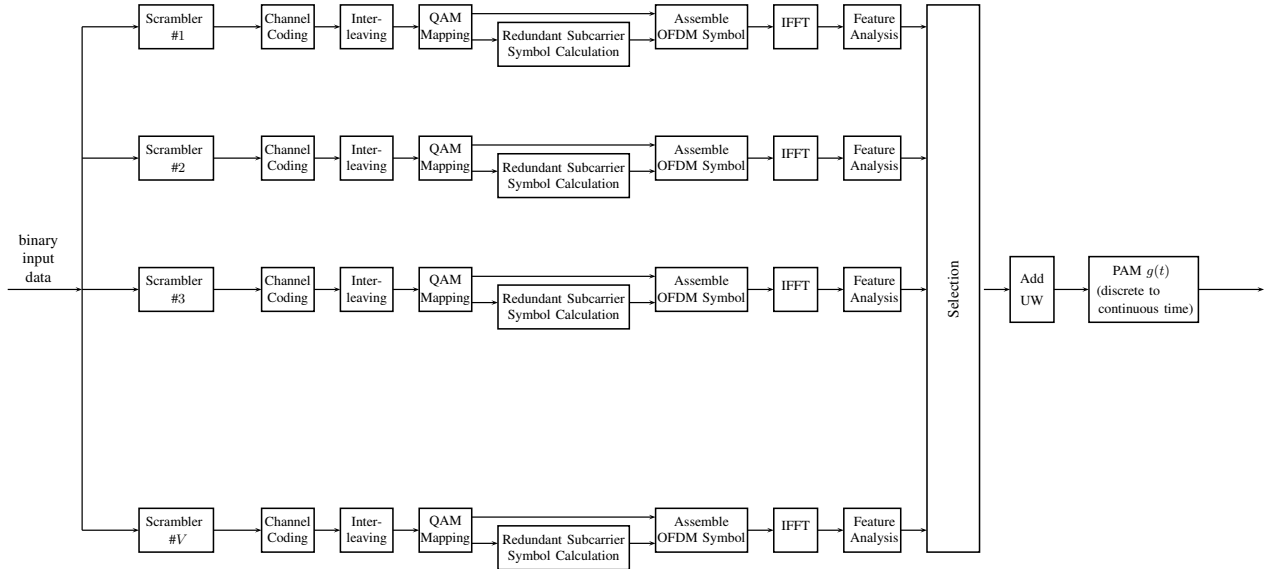 Scrambler
#1
Channel
Coding
Inter-
leaving
QAM
Mapping
Redundant Subcarrier
Symbol Calculation
Assemble
OFDM Symbol
IFFT
Feature
Analysis
Scrambler
#2
Channel
Coding
Inter-
leaving
QAM
Mapping
Redundant Subcarrier
Symbol Calculation
Assemble
OFDM Symbol
IFFT
Feature
Analysis
binary
input
data
Scrambler
#3
Channel
Coding
Inter-
leaving
QAM
Mapping
Redundant Subcarrier
Symbol Calculation
Assemble
OFDM Symbol
IFFT
Feature
Analysis
Scrambler
#V
Channel
Coding
Inter-
leaving
QAM
Mapping
Redundant Subcarrier
Symbol Calculation
Assemble
OFDM Symbol
IFFT
Feature
Analysis
Selection
Add
UW
PAM g(t)
(discrete to
continuous time)